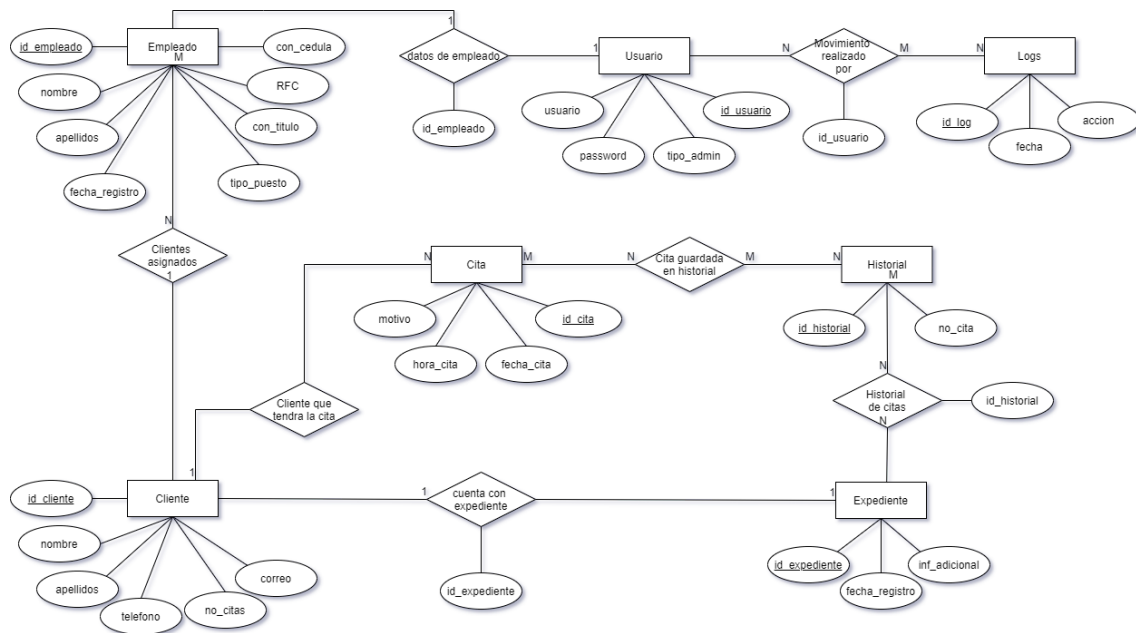 1
id_empleado
Empleado
M
con_cedula
nombre
RFC
apellidos
con_titulo
fecha_registro
tipo_puesto
datos de empleado
id_empleado
1
Usuario
usuario
id_usuario
password
tipo_admin
N
Movimiento
realizado
por
M
id_usuario
N
Logs
id_log
accion
fecha
N
Clientes
asignados
1
N
Cita
M
motivo
id_cita
hora_cita
fecha_cita
N
Cita guardada
en historial
M
N
Historial
M
id_historial
no_cita
Cliente que
tendra la cita
N
Historial
de citas
N
id_historial
1
id_cliente
Cliente
nombre
apellidos
telefono
no_citas
correo
1
cuenta con
expediente
id_expediente
1
Expediente
id_expediente
inf_adicional
fecha_registro